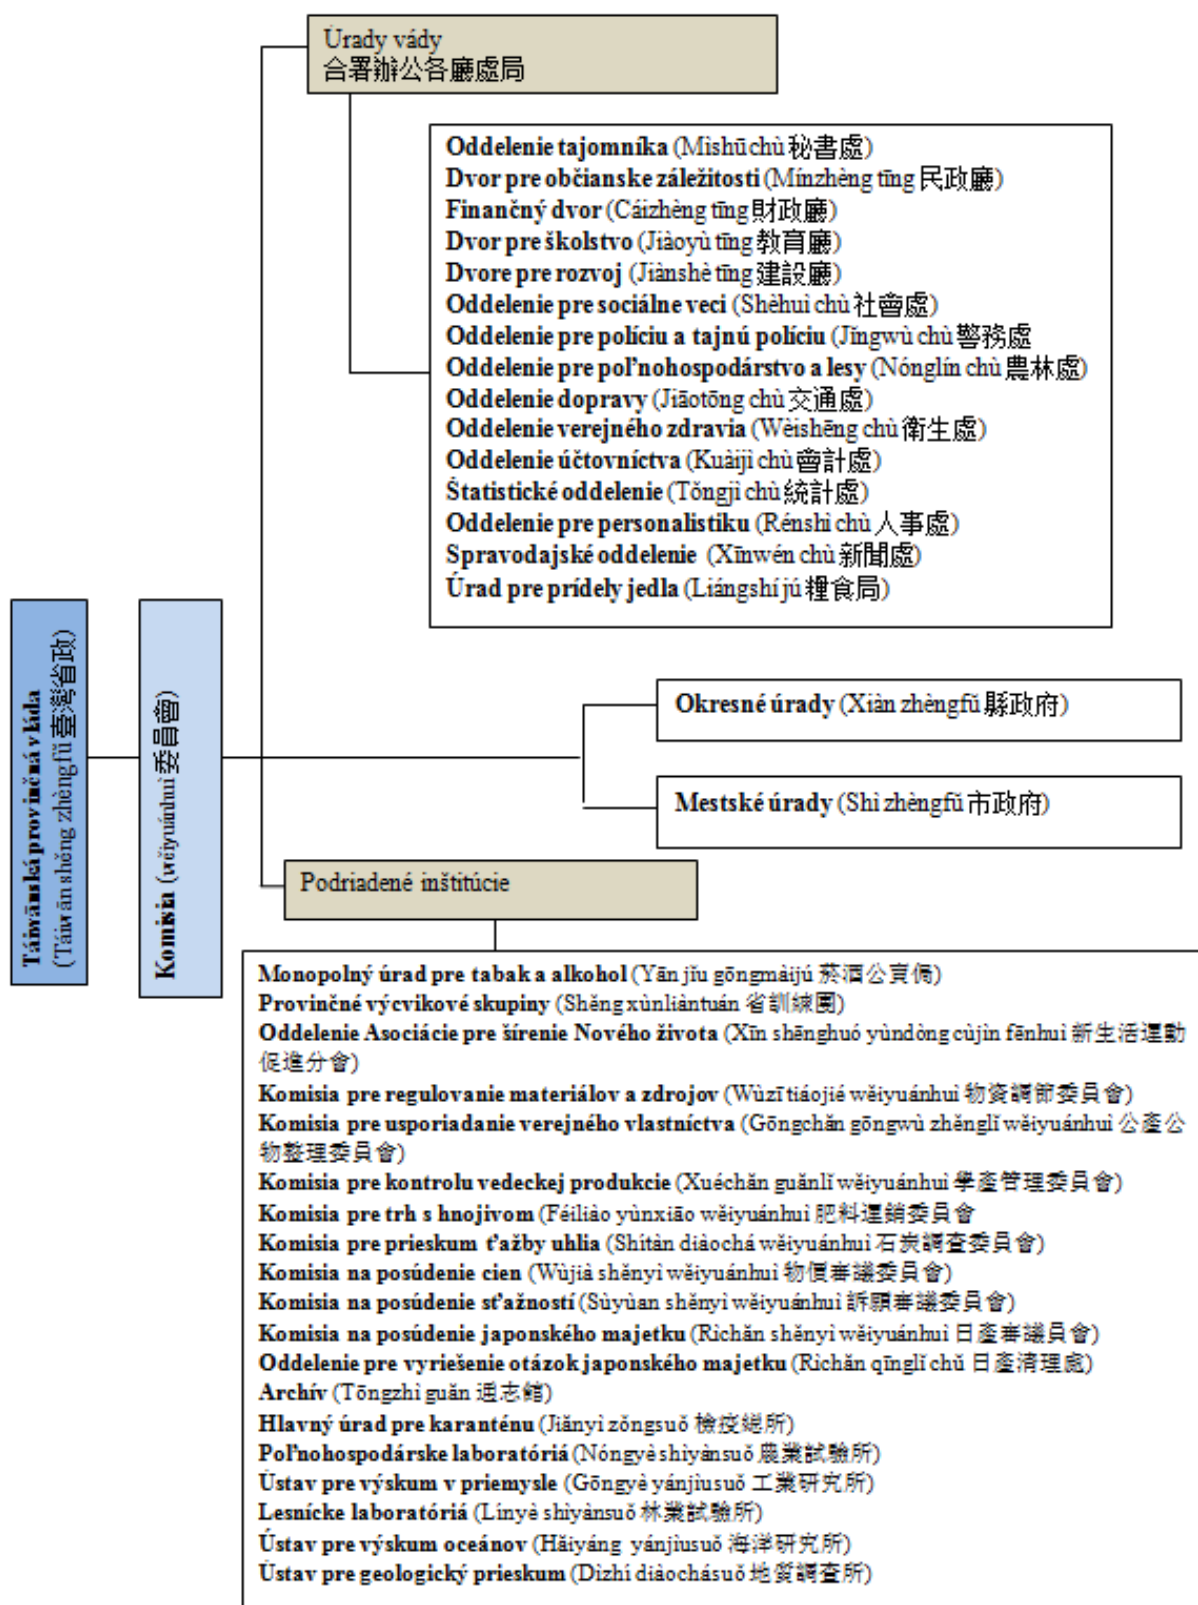 Úrady vády
合署辦公各廳處局
Oddelenie tajomníka (Mìshūchù 秘書處)
Dvor pre občianske záležitosti (Mínzhèng tīng 民政廳)
Finančný dvor (Cáizhèng tīng 財政廳)
Dvor pre školstvo (Jiàoyù tīng 教育廳)
Dvore pre rozvoj (Jiànshè tīng 建設廳)
Oddelenie pre sociálne veci (Shèhuì chù 社會處)
Oddelenie pre políciu a tajnú políciu (Jǐngwù chù 警務處
Oddelenie pre poľnohospodárstvo a lesy (Nónglín chù 農林處)
Oddelenie dopravy (Jiāotōng chù 交通處)
Oddelenie verejného zdravia (Wèishēng chù 衛生處)
Oddelenie účtovníctva (Kuàijì chù 會計處)
Štatistické oddelenie (Tǒngjì chù 統計處)
Oddelenie pre personalistiku (Rénshì chù 人事處)
Spravodajské oddelenie (Xīnwén chù 新聞處)
Úrad pre prídely jedla (Liángshí jú 糧食局)
Táiwānská provinčná vláda
(Táiwān shěng zhèngfǔ 臺灣省政)
Komisia (wěiyuánhuì 委員會)
Okresné úrady (Xiàn zhèngfǔ 縣政府)
Mestské úrady (Shì zhèngfǔ 市政府)
Podriadené inštitúcie
Monopolný úrad pre tabak a alkohol (Yān jǐu gōngmàijú 菸酒公賣侷)
Provinčné výcvikové skupiny (Shěng xùnliàntuán 省訓練團)
Oddelenie Asociácie pre šírenie Nového života (Xīn shēnghuó yùndòng cùjìn fēnhuì 新生活運動
促進分會)
Komisia pre regulovanie materiálov a zdrojov (Wùzī tiáojié wěiyuánhuì 物資調節委員會)
Komisia pre usporiadanie verejného vlastníctva (Gōngchǎn gōngwù zhěnglǐ wěiyuánhuì 公產公
物整理委員會)
Komisia pre kontrolu vedeckej produkcie (Xuéchǎn guǎnlǐ wěiyuánhuì 學產管理委員會)
Komisia pre trh s hnojivom (Féiliào yùnxiāo wěiyuánhuì 肥料運銷委員會
Komisia pre prieskum ťažby uhlia (Shítàn diàochá wěiyuánhuì 石炭調查委員會)
Komisia na posúdenie cien (Wùjià shěnyì wěiyuánhuì 物價審議委員會)
Komisia na posúdenie sťažností (Sùyùan shěnyì wěiyuánhuì 訴願審議委員會)
Komisia na posúdenie japonského majetku (Rìchǎn shěnyì wěiyuánhuì 日產審議員會)
Oddelenie pre vyriešenie otázok japonského majetku (Rìchǎn qīnglǐ chǔ 日產清理處)
Archív (Tōngzhì guǎn 通志館)
Hlavný úrad pre karanténu (Jiǎnyì zǒngsuǒ 檢疫總所)
Poľnohospodárske laboratóriá (Nóngyè shìyànsuǒ 農業試驗所)
Ústav pre výskum v priemysle (Gōngyè yánjìusuǒ 工業研究所)
Lesnícke laboratóriá (Línyè shìyànsuǒ 林業試驗所)
Ústav pre výskum oceánov (Hǎiyáng yánjìusuǒ 海洋研究所)
Ústav pre geologický prieskum (Dìzhí diàochásuǒ 地質調查所)